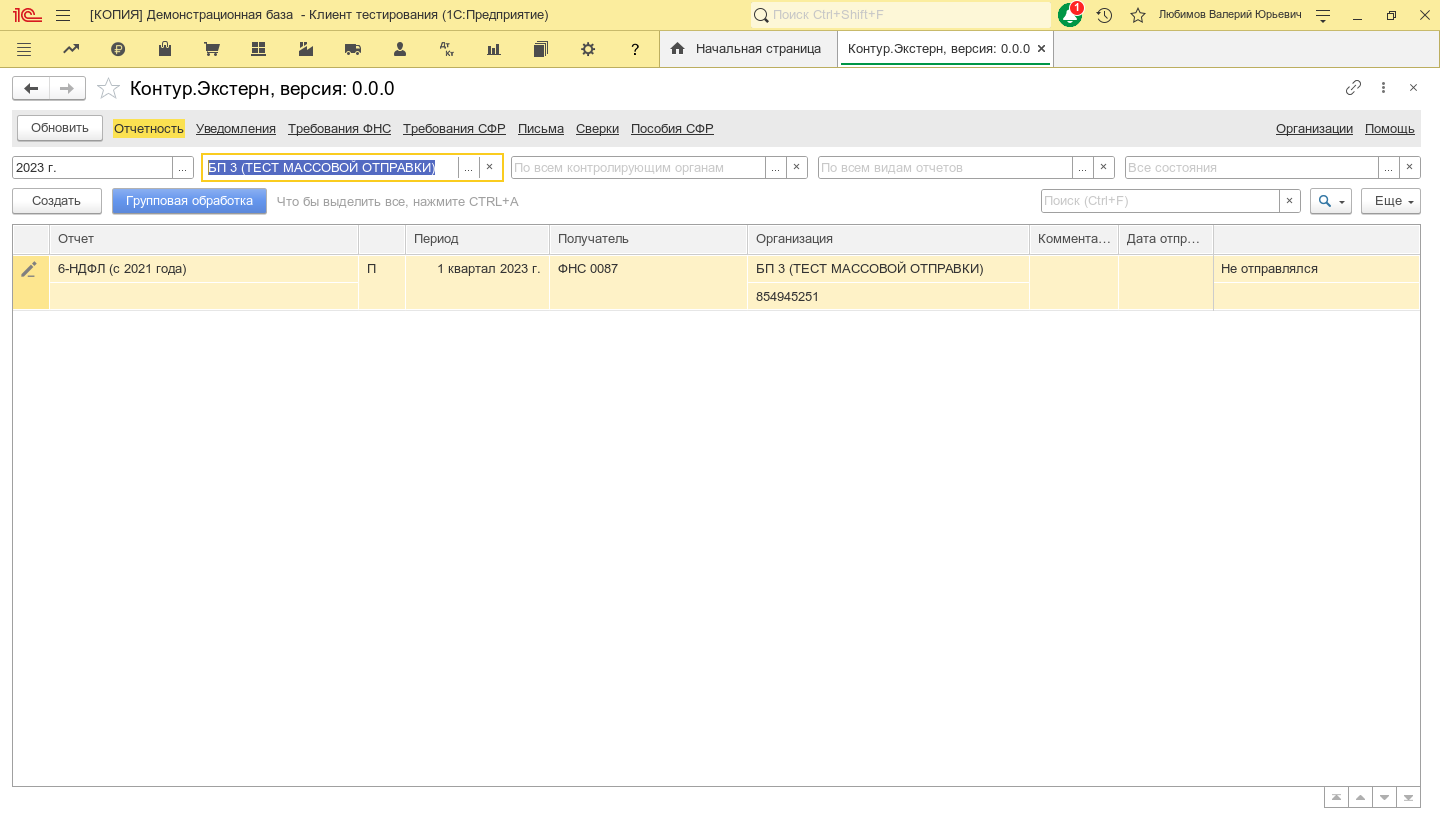 [КОПИЯ] Демонстрационная база - Клиент тестирования (1С:Предприятие)
Поиск Ctrl+Shift+F
1
Любимов Валерий Юрьевич
Дт Кт
?
Начальная страница
Контур.Экстерн, версия: 0.0.0
Контур.Экстерн, версия: 0.0.0
Обновить
Отчетность
Уведомления
Требования ФНС
Требования СФР
Письма
Сверки
Пособия СФР
Организации
Помощь
2023 г.
...
БП 3 (ТЕСТ МАССОВОЙ ОТПРАВКИ)
...
×
По всем контролирующим органам
...
×
По всем видам отчетов
...
×
Все состояния
...
×
Создать
Групповая обработка
Что бы выделить все, нажмите CTRL+A
Поиск (Ctrl+F)
×
Еще
Отчет
Период
Получатель
Организация
Коммента...
Дата отпр...
6-НДФЛ (с 2021 года)
П
1 квартал 2023 г.
ФНС 0087
БП 3 (ТЕСТ МАССОВОЙ ОТПРАВКИ)
Не отправлялся
854945251